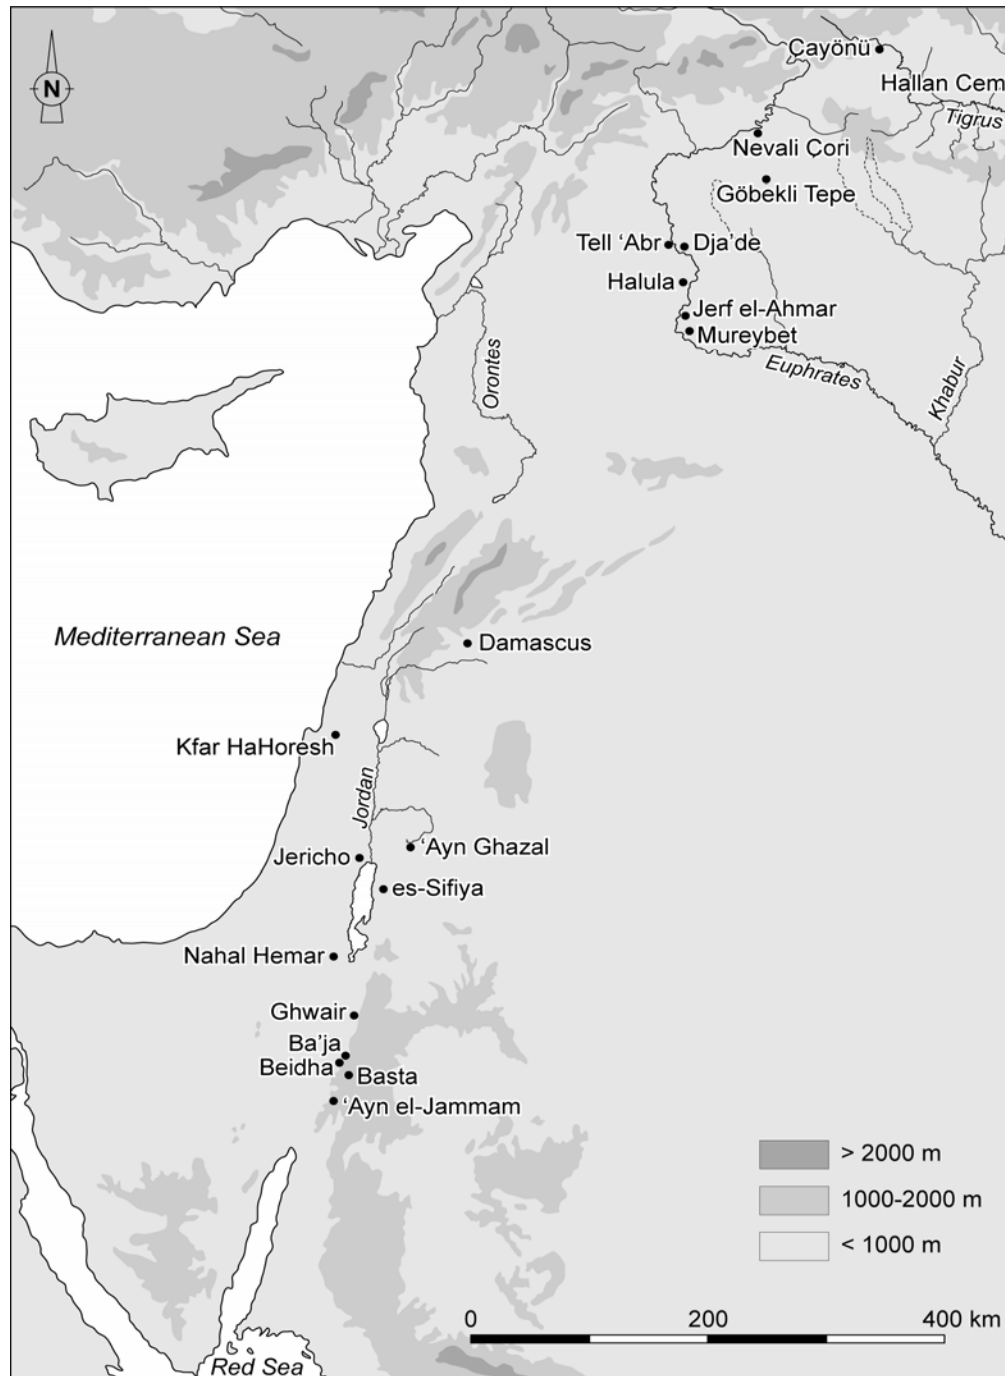 N
Çayönü
Hallan Cem
Tigrus
Nevali Çori
Göbekli Tepe
Tell ‘Abr
Dja’de
Halula
Jerf el-Ahmar
Mureybet
Euphrates
Khabur
Orontes
Mediterranean Sea
Damascus
Kfar HaHoresh
Jordan
Jericho
‘Ayn Ghazal
es-Sifiya
Nahal Hemar
Ghwair
Ba’ja
Beidha
Basta
‘Ayn el-Jammam
> 2000 m
1000-2000 m
< 1000 m
0 200 400 km
Red Sea